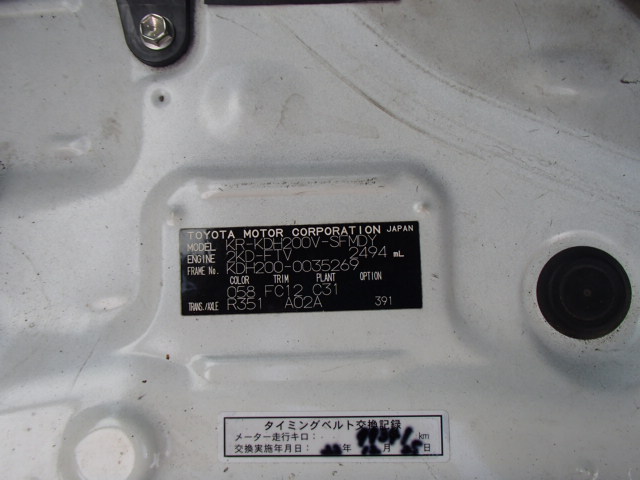 TOYOTA MOTOR CORPORATION JAPAN
MODEL KR-KDH200V-SFMDY
ENGINE 2KD-FTV 2494 mL
FRAME No. KDH200-0035269
COLOR TRIM PLANT OPTION
058 FC12 C31
TRANS./AXLE R351 A02A 391
タイミングベルト交換記録
メーター走行キロ: km
交換実施年月日: 年 月 日